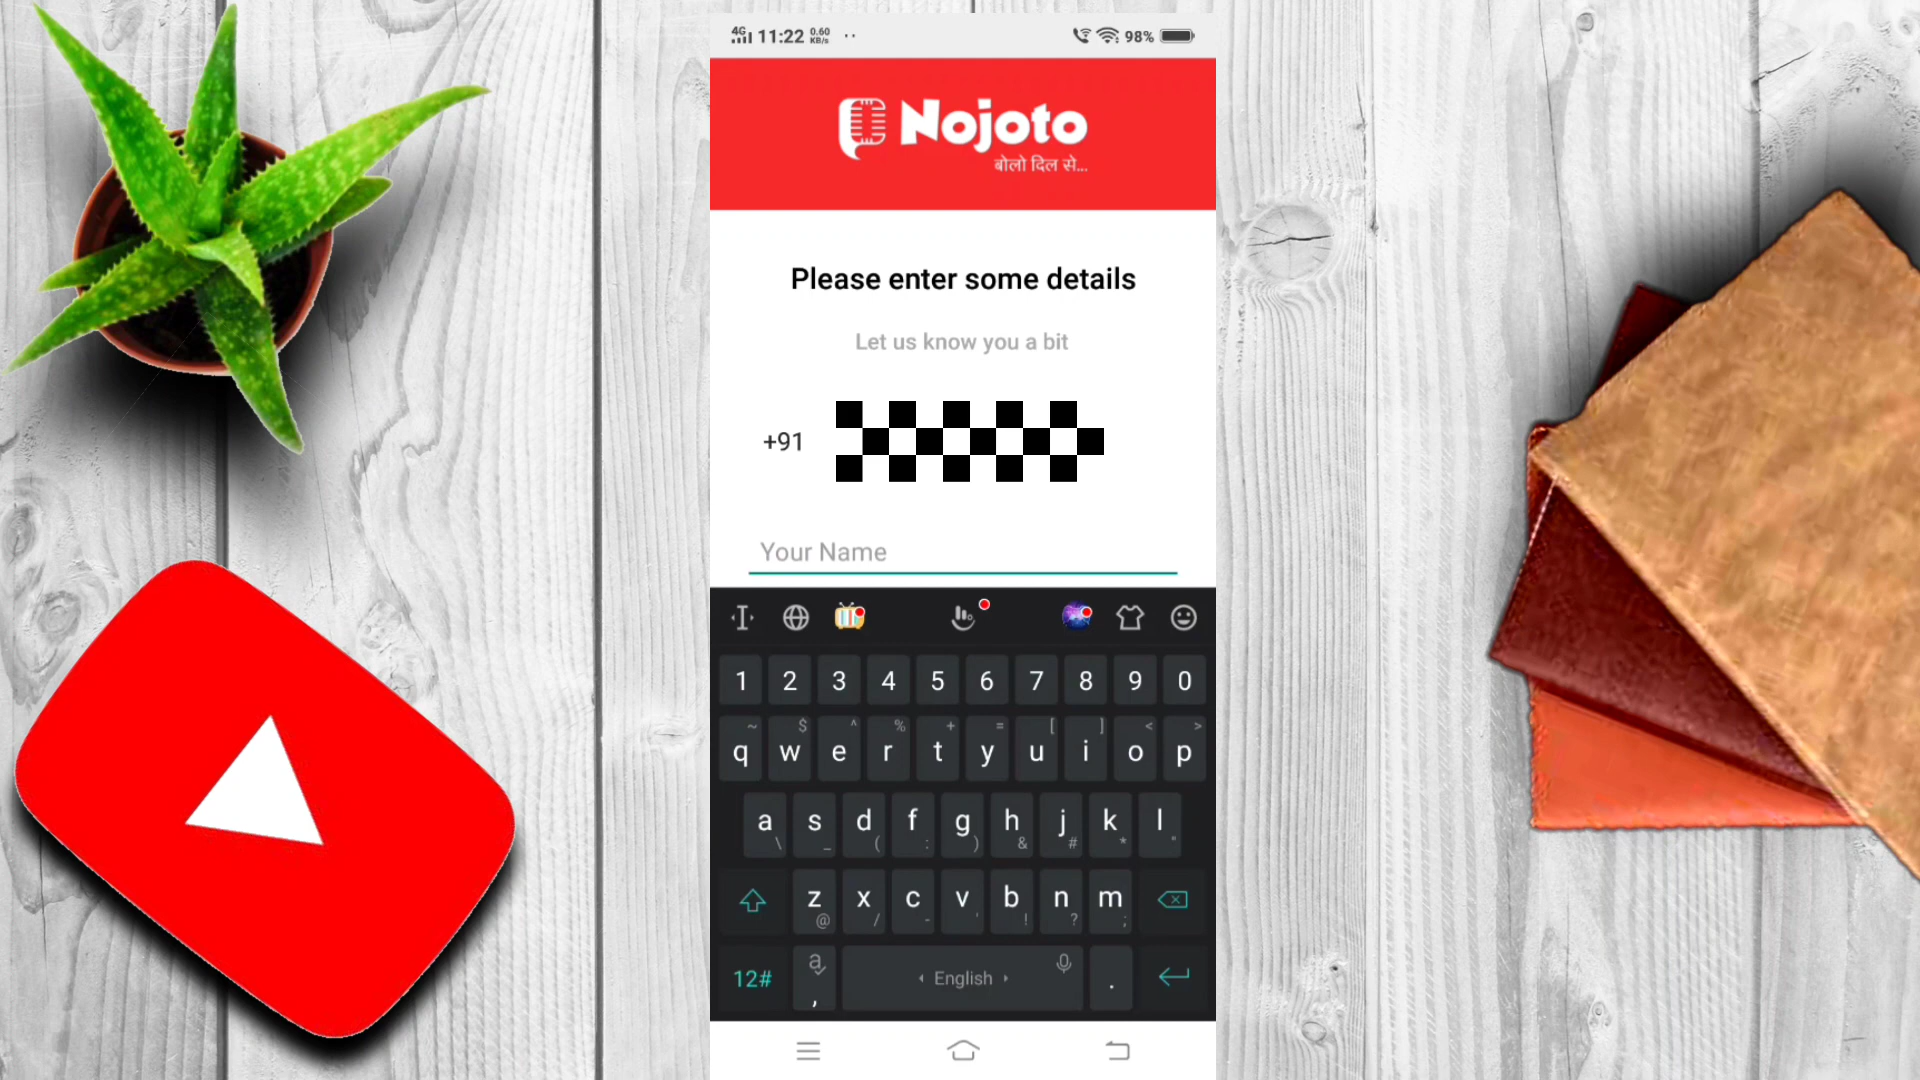 4G 11:22 0.60 KB/s 98%
Nojoto
बोलो दिल से...
Please enter some details
Let us know you a bit
+91
Your Name
1 2 3 4 5 6 7 8 9 0
~ $ ^ % + = [ ] < >
q w e r t y u i o p
a s d f g h j k l
\ _ ( : ) & # * "
z x c v b n m
@ / - ' ! ? ;
12# a , English .